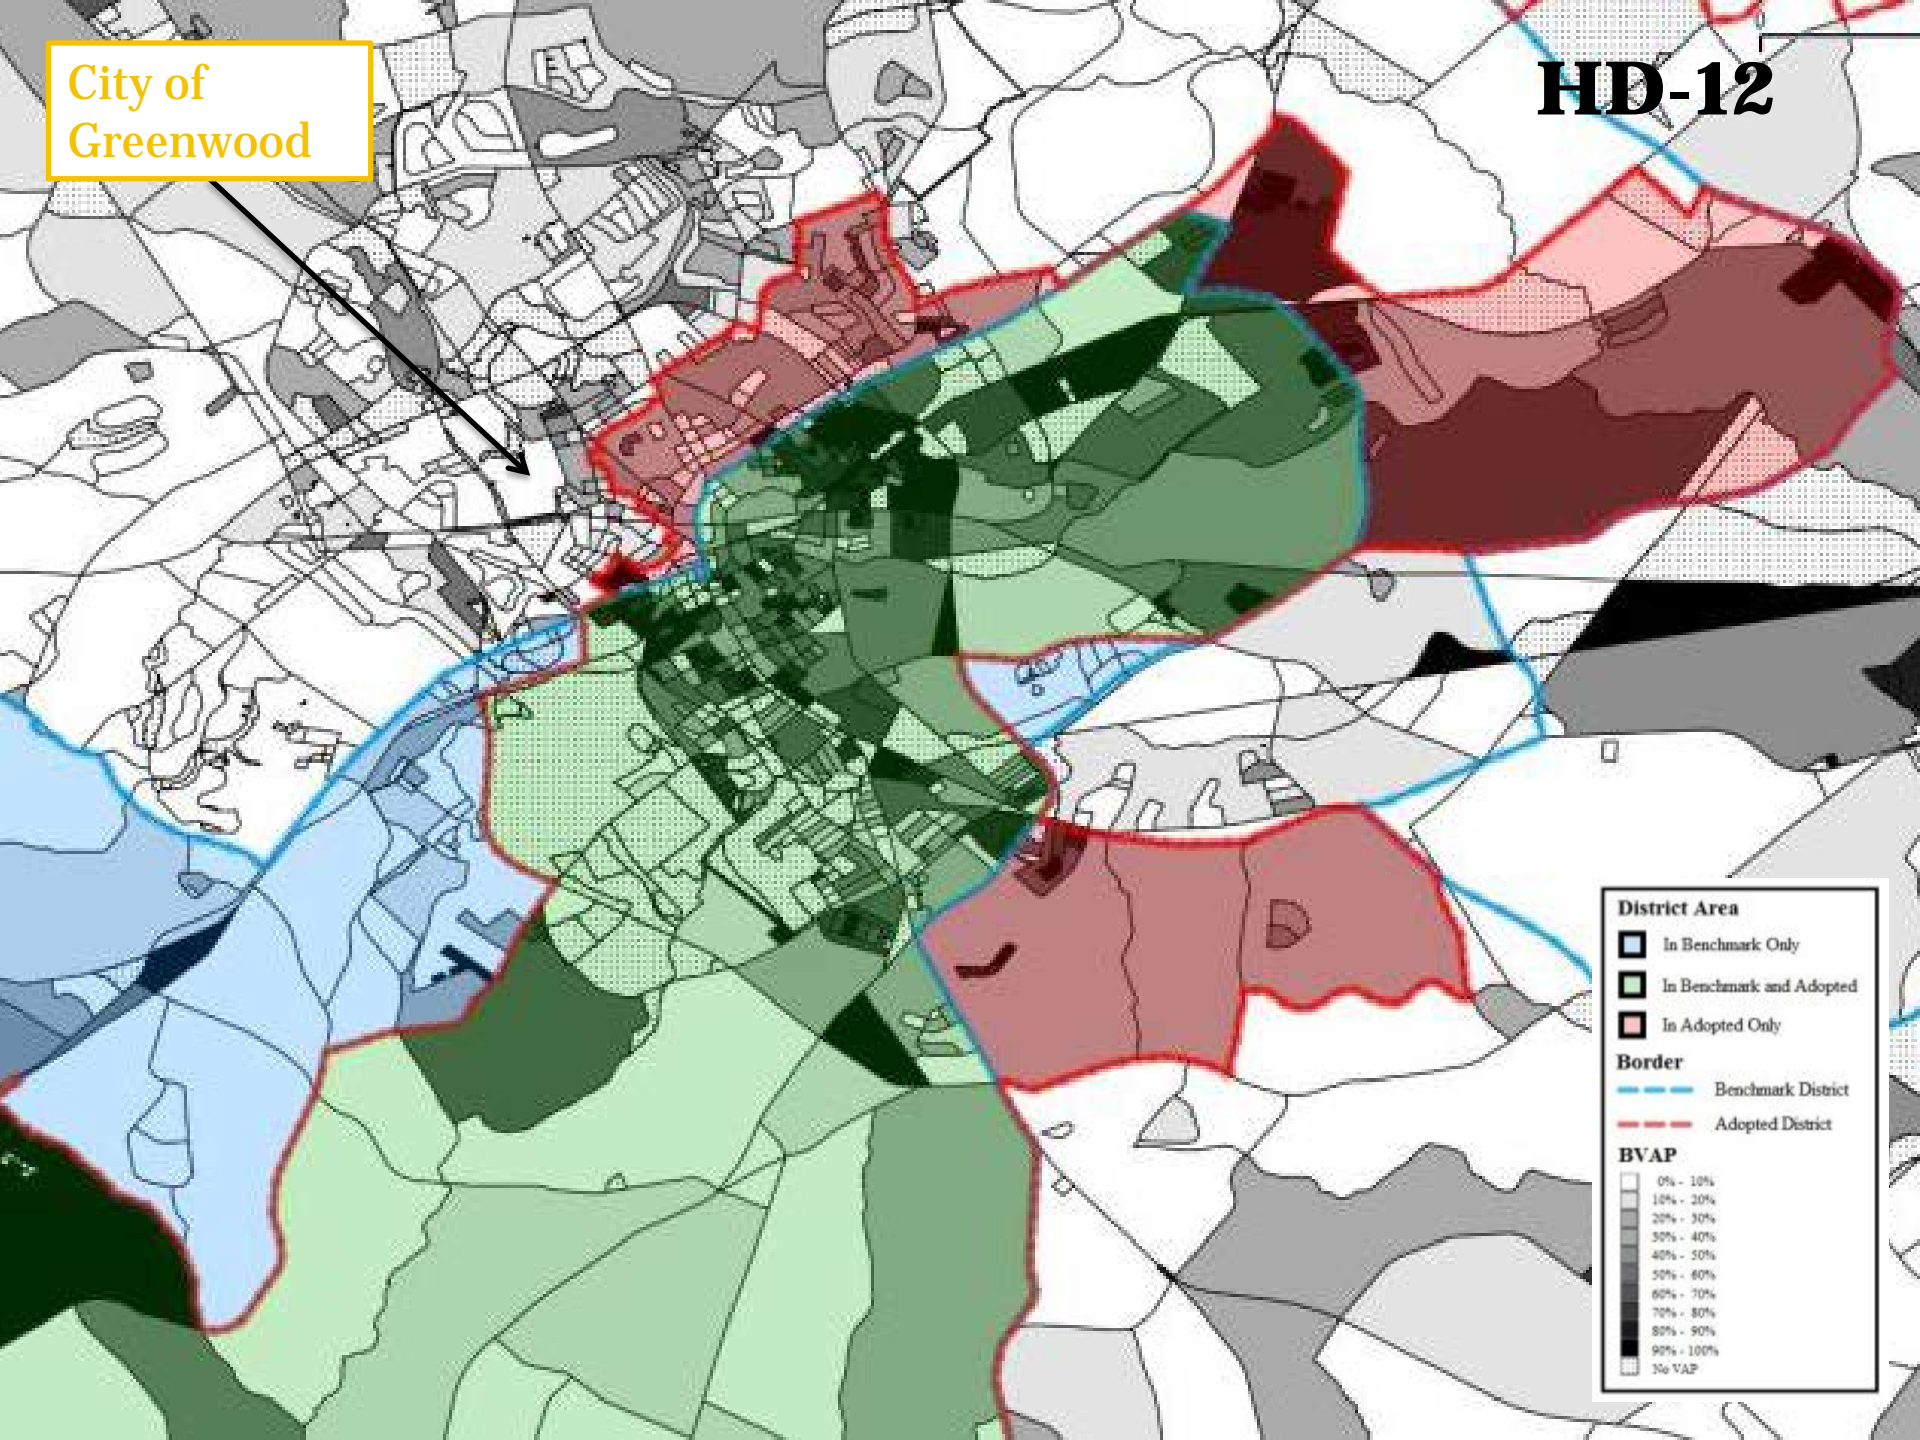 City of
Greenwood
HD-12
District Area
In Benchmark Only
In Benchmark and Adopted
In Adopted Only
Border
Benchmark District
Adopted District
BVAP
0% - 10%
10% - 20%
20% - 30%
30% - 40%
40% - 50%
50% - 60%
60% - 70%
70% - 80%
80% - 90%
90% - 100%
No VAP